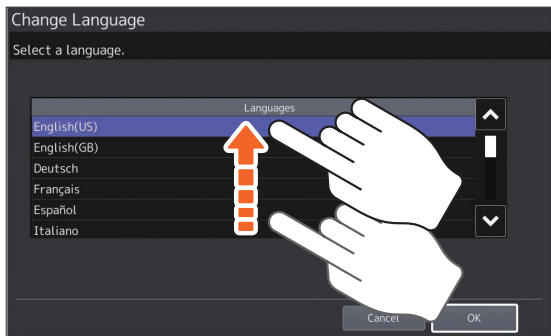 Change Language
Select a language.
Languages
English(US)
English(GB)
Deutsch
Français
Español
Italiano
Cancel
OK